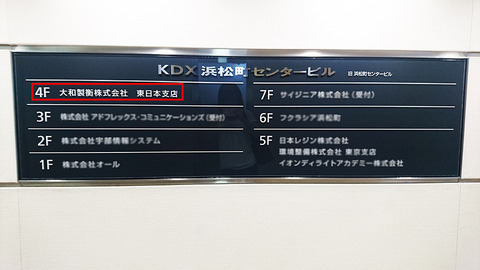 KDX 浜松町センタービル 旧 浜松町センタービル
4F 大和製衡株式会社 東日本支店
3F 株式会社 アドフレックス・コミュニケーションズ(受付)
2F 株式会社宇部情報システム
1F 株式会社オール
7F サイジニア株式会社(受付)
6F フクラシア浜松町
5F 日本レジン株式会社
環境整備株式会社 東京支店
イオンディライトアカデミー株式会社